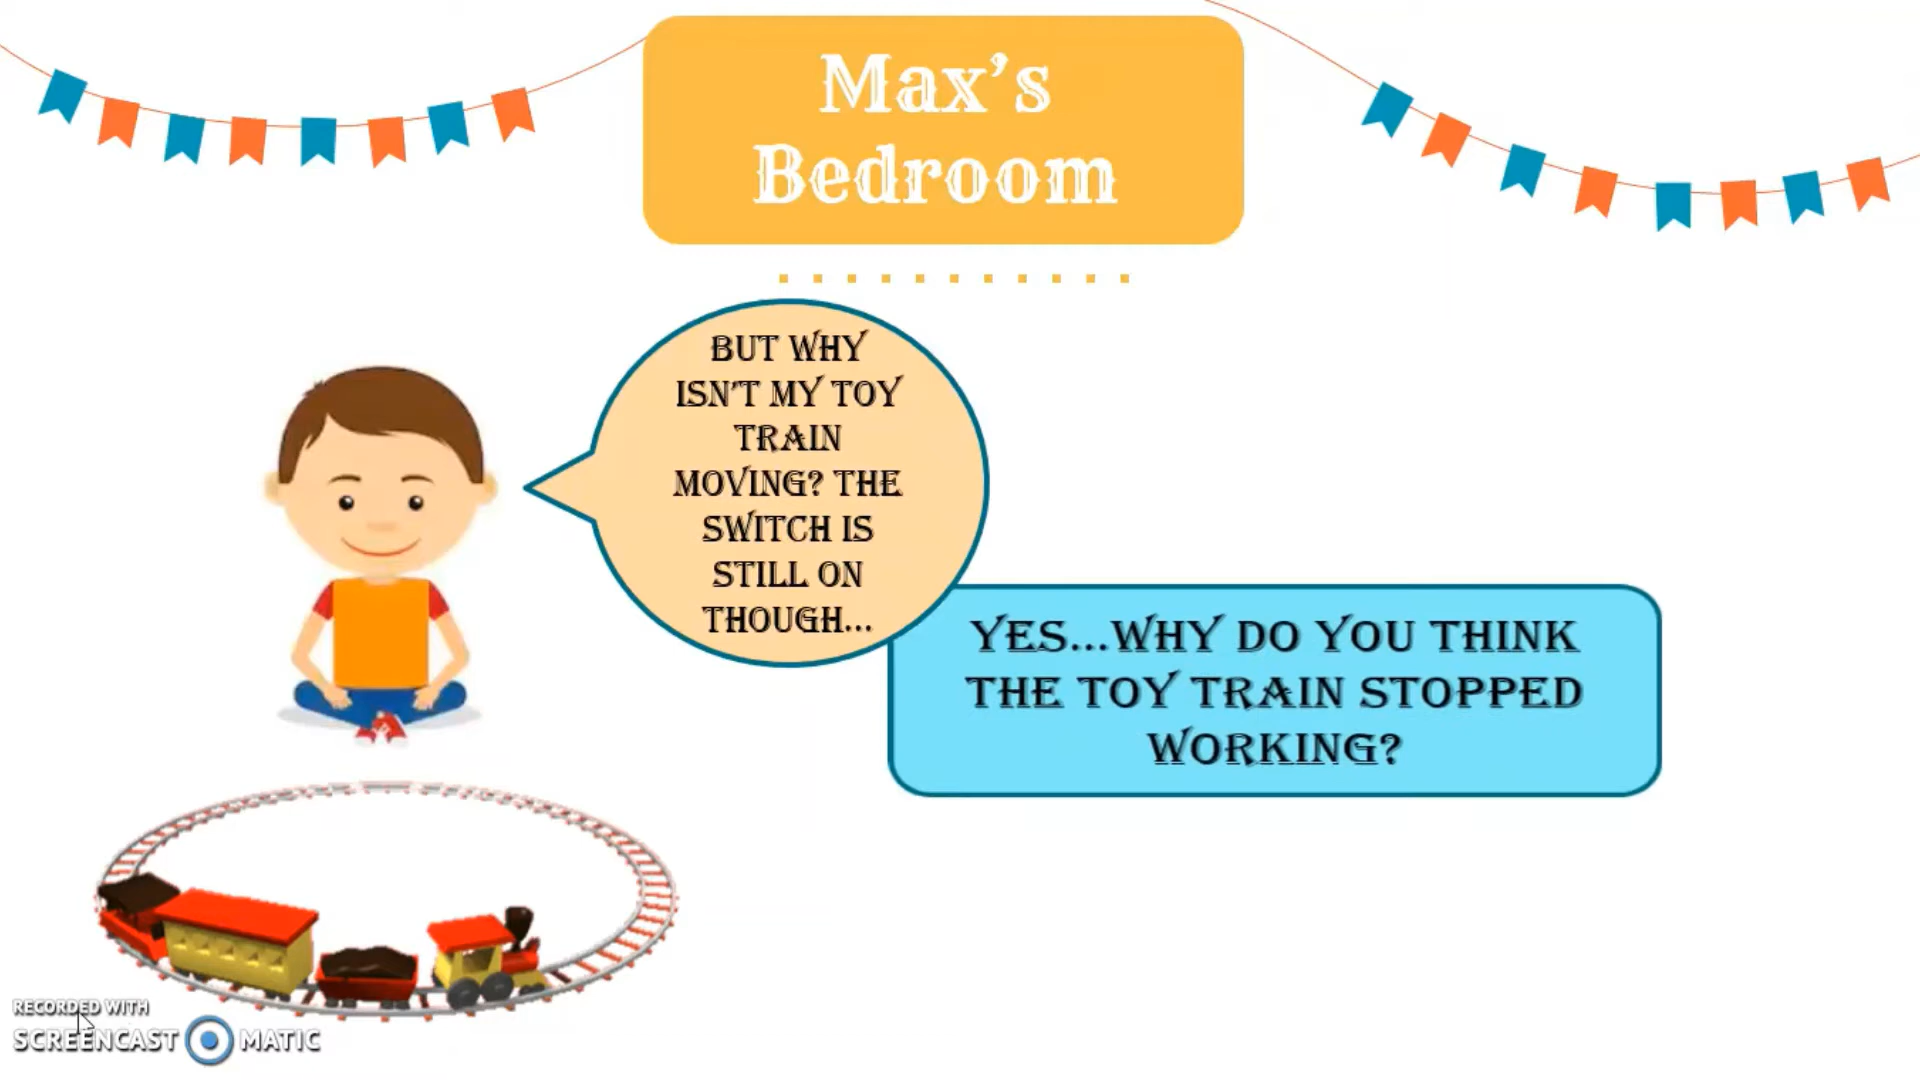 Max's
Bedroom
BUT WHY
ISN'T MY TOY
TRAIN
MOVING? THE
SWITCH IS
STILL ON
THOUGH...
YES...WHY DO YOU THINK
THE TOY TRAIN STOPPED
WORKING?
RECORDED WITH
SCREENCAST MATIC